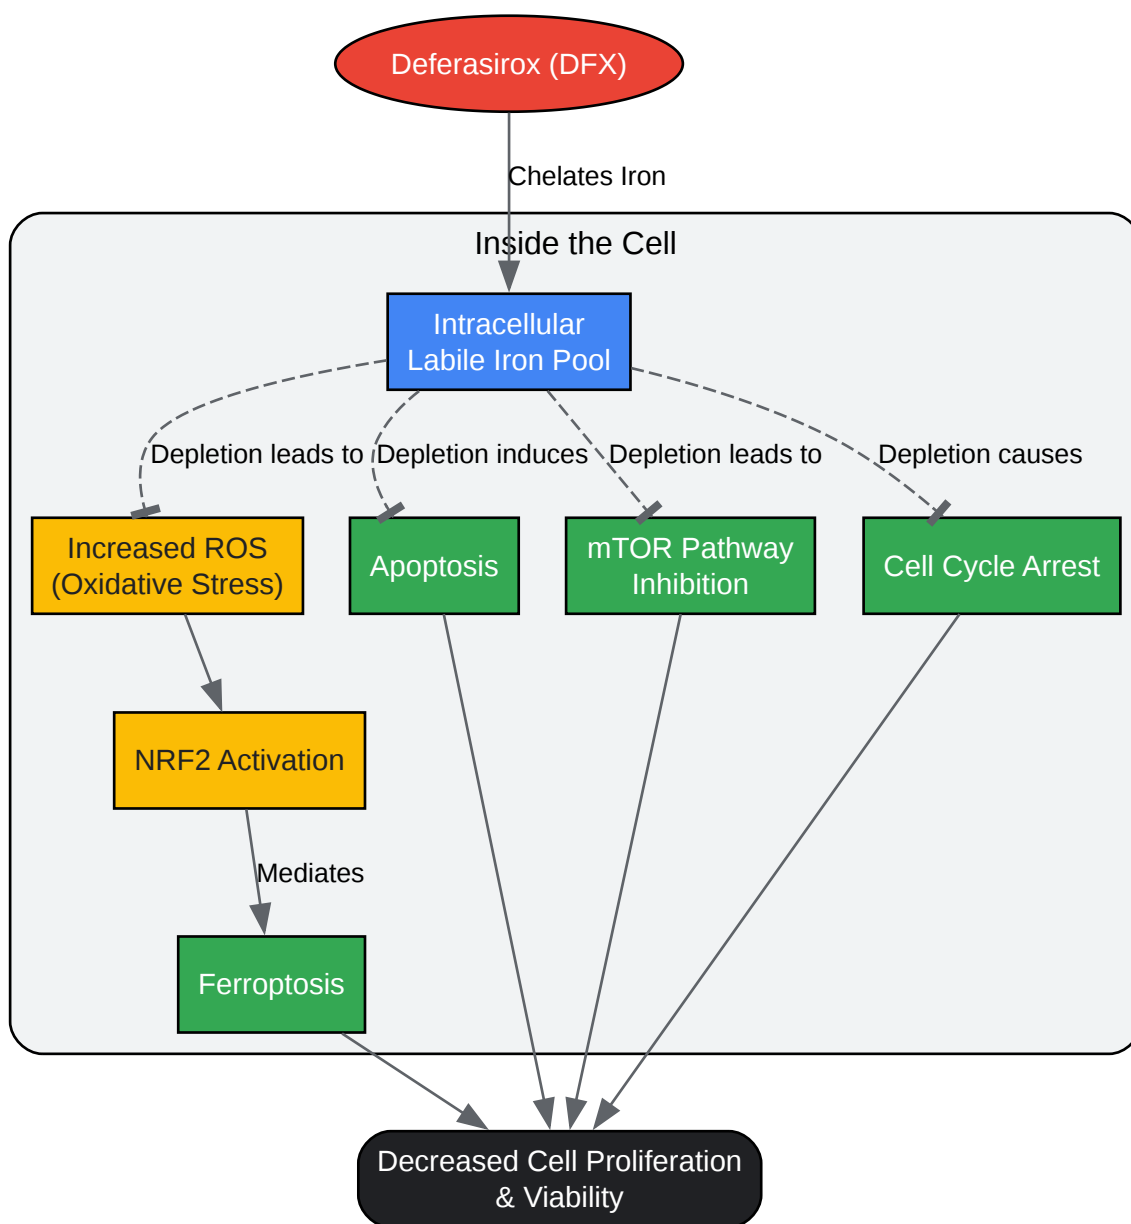 Deferasirox (DFX)
Chelates Iron
Inside the Cell
Intracellular
Labile Iron Pool
Depletion leads to
Depletion induces
Depletion leads to
Depletion causes
Increased ROS
(Oxidative Stress)
Apoptosis
mTOR Pathway
Inhibition
Cell Cycle Arrest
NRF2 Activation
Mediates
Ferroptosis
Decreased Cell Proliferation
& Viability